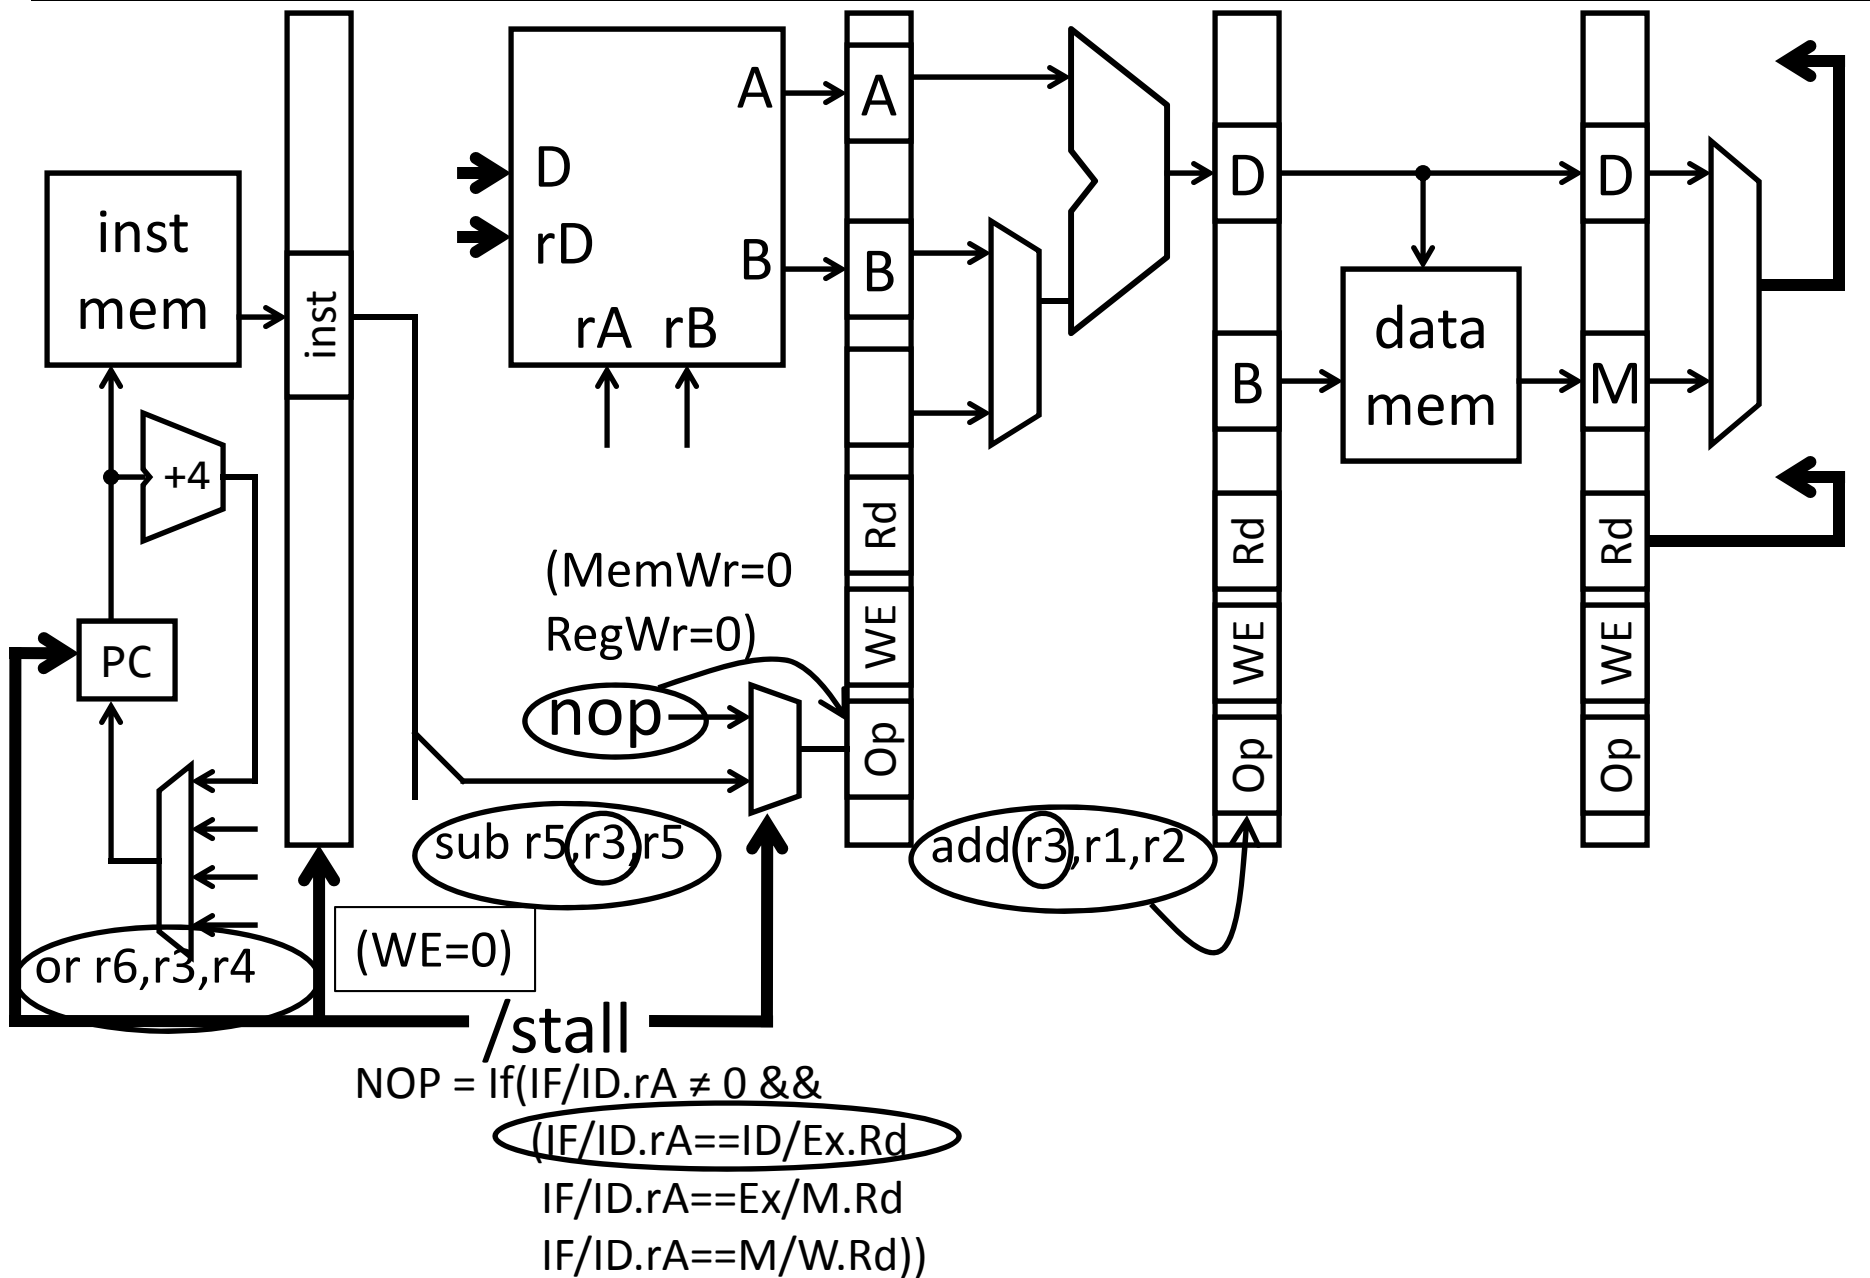 inst
mem
+4
PC
inst
A
D
rD
B
rA rB
A
B
Rd
WE
Op
D
B
Rd
WE
Op
data
mem
D
M
Rd
WE
Op
(MemWr=0
RegWr=0)
nop
sub r5,r3,r5
add r3,r1,r2
or r6,r3,r4
(WE=0)
/stall
NOP = If(IF/ID.rA ≠ 0 &&
(IF/ID.rA==ID/Ex.Rd
IF/ID.rA==Ex/M.Rd
IF/ID.rA==M/W.Rd))